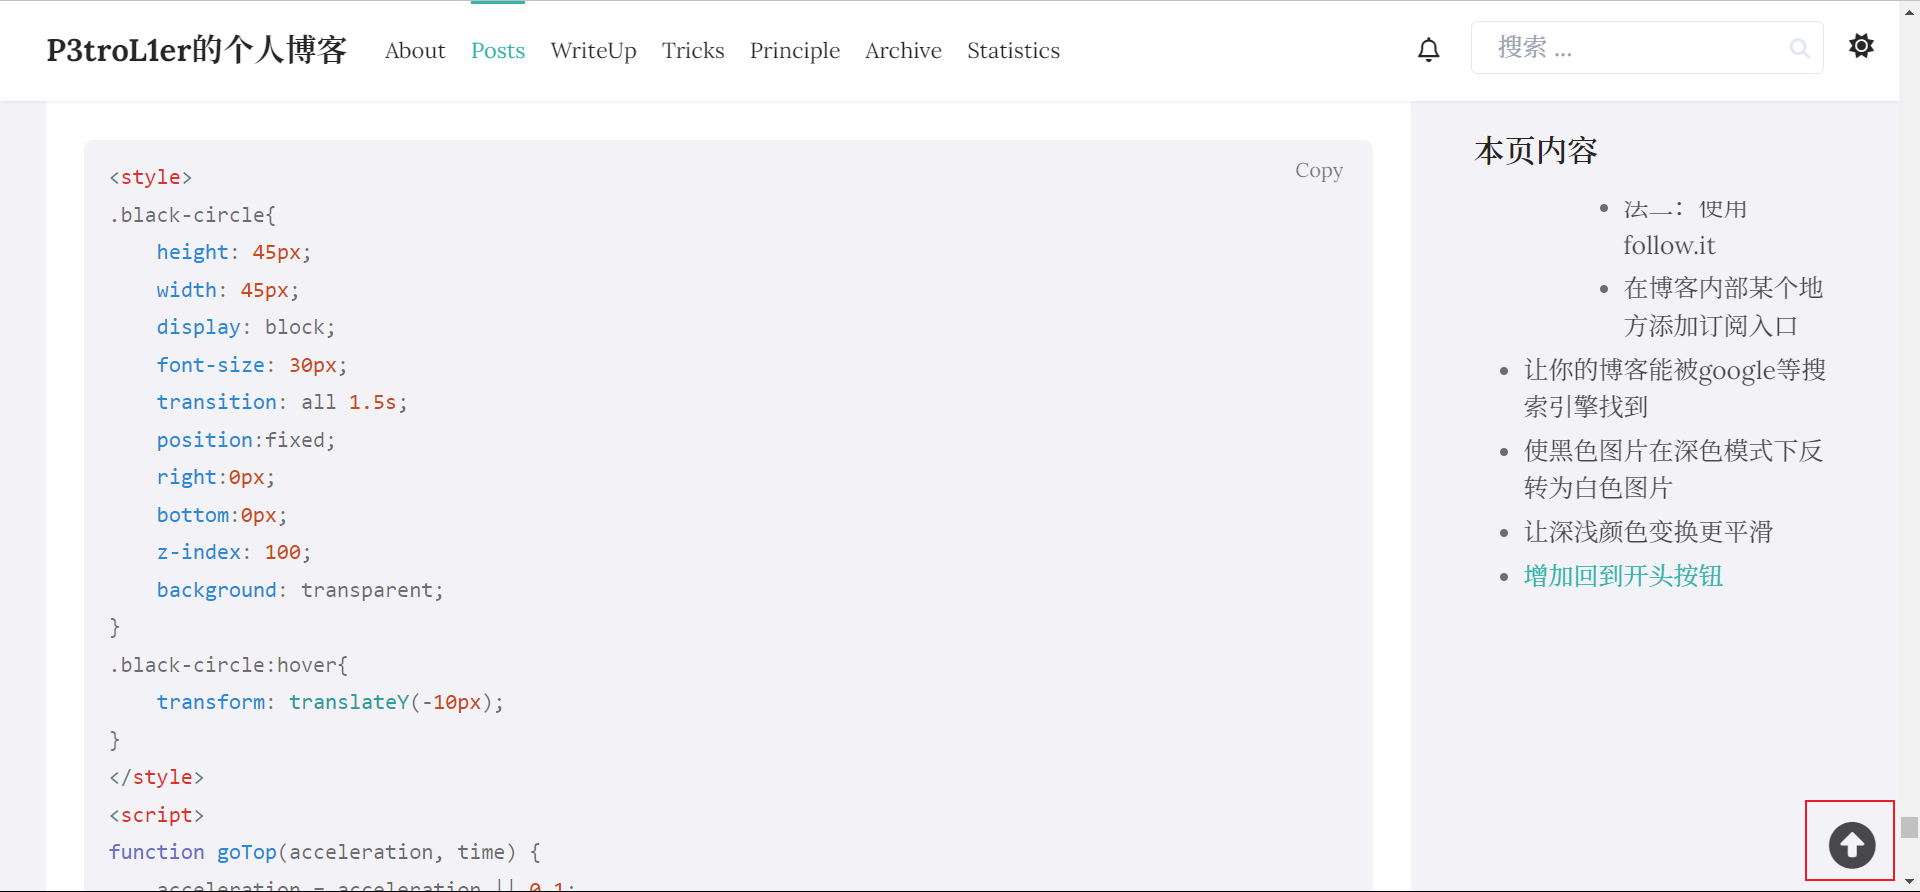 P3troL1er的个人博客 About Posts WriteUp Tricks Principle Archive Statistics 搜索 ...
Copy
<style>
.black-circle{
    height: 45px;
    width: 45px;
    display: block;
    font-size: 30px;
    transition: all 1.5s;
    position:fixed;
    right:0px;
    bottom:0px;
    z-index: 100;
    background: transparent;
}
.black-circle:hover{
    transform: translateY(-10px);
}
</style>
<script>
function goTop(acceleration, time) {
    acceleration = acceleration || 0.1;
本页内容
法二：使用
follow.it
在博客内部某个地
方添加订阅入口
让你的博客能被google等搜
索引擎找到
使黑色图片在深色模式下反
转为白色图片
让深浅颜色变换更平滑
增加回到开头按钮